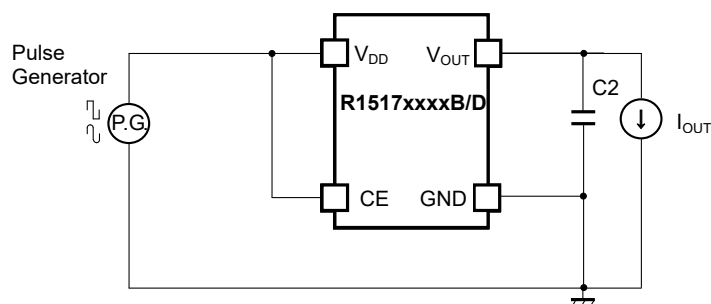 Pulse
Generator
P.G.
VDD
VOUT
R1517xxxxB/D
C2
IOUT
CE
GND